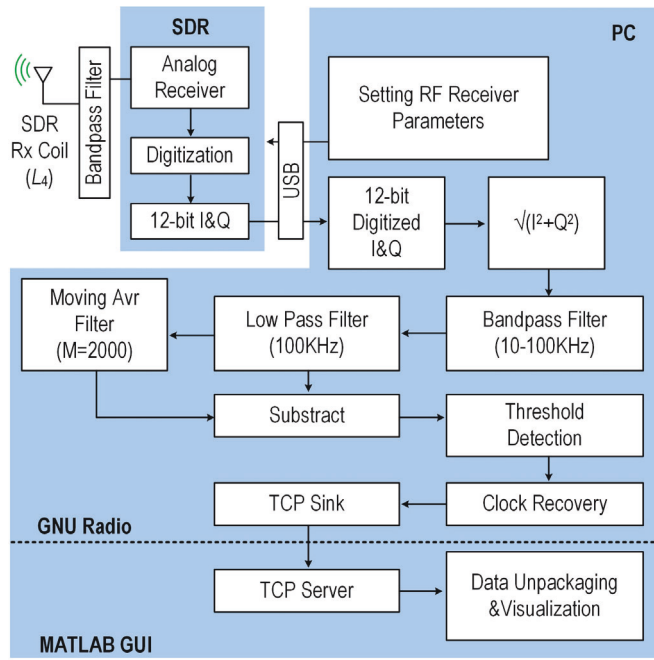 SDR
PC
Analog
Receiver
Bandpass Filter
SDR
Rx Coil
(L4)
Digitization
12-bit I&Q
USB
Setting RF Receiver
Parameters
12-bit
Digitized
I&Q
√(I²+Q²)
Moving Avr
Filter
(M=2000)
Low Pass Filter
(100KHz)
Bandpass Filter
(10-100KHz)
Substract
Threshold
Detection
TCP Sink
Clock Recovery
GNU Radio
TCP Server
Data Unpackaging
&Visualization
MATLAB GUI